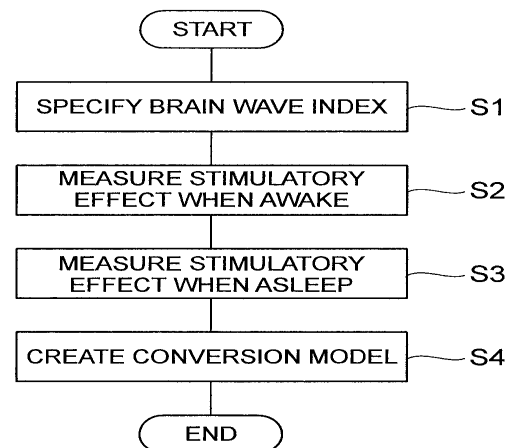 START
SPECIFY BRAIN WAVE INDEX
S1
MEASURE STIMULATORY
EFFECT WHEN AWAKE
S2
MEASURE STIMULATORY
EFFECT WHEN ASLEEP
S3
CREATE CONVERSION MODEL
S4
END